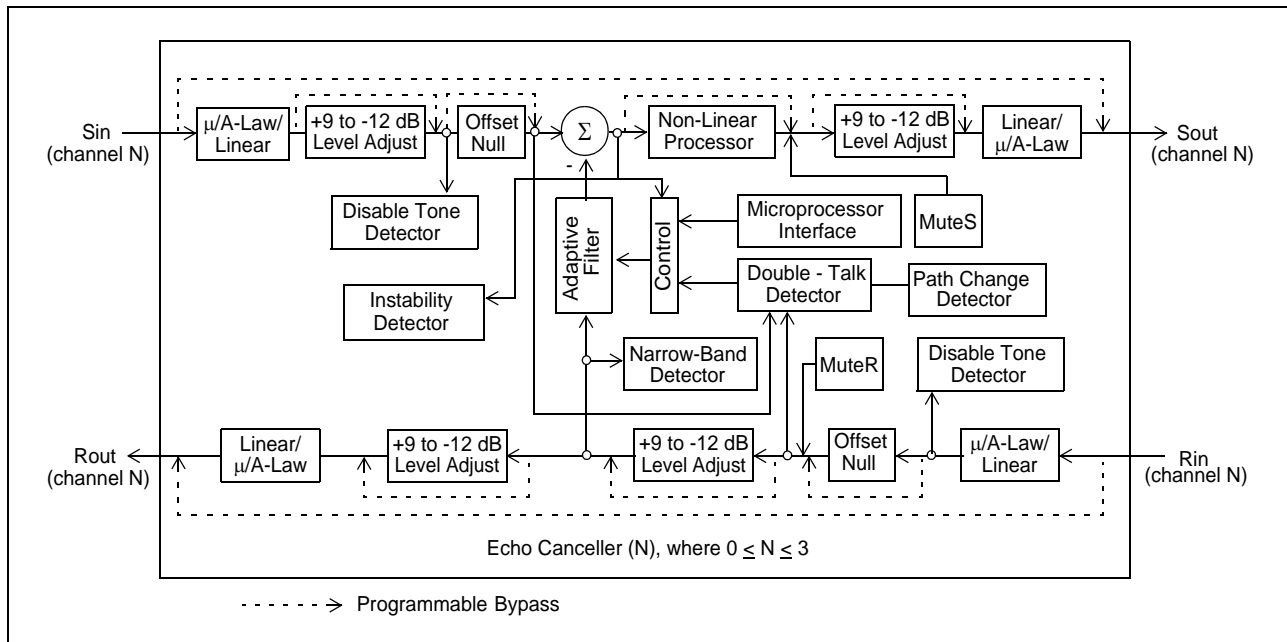 Sin
(channel N)
μ/A-Law/
Linear
+9 to -12 dB
Level Adjust
Offset
Null
Σ
-
Non-Linear
Processor
+9 to -12 dB
Level Adjust
Linear/
μ/A-Law
Sout
(channel N)
Disable Tone
Detector
Adaptive
Filter
Control
Microprocessor
Interface
MuteS
Instability
Detector
Double - Talk
Detector
Path Change
Detector
Narrow-Band
Detector
MuteR
Disable Tone
Detector
Rout
(channel N)
Linear/
μ/A-Law
+9 to -12 dB
Level Adjust
+9 to -12 dB
Level Adjust
Offset
Null
μ/A-Law/
Linear
Rin
(channel N)
Echo Canceller (N), where 0 ≤ N ≤ 3
Programmable Bypass